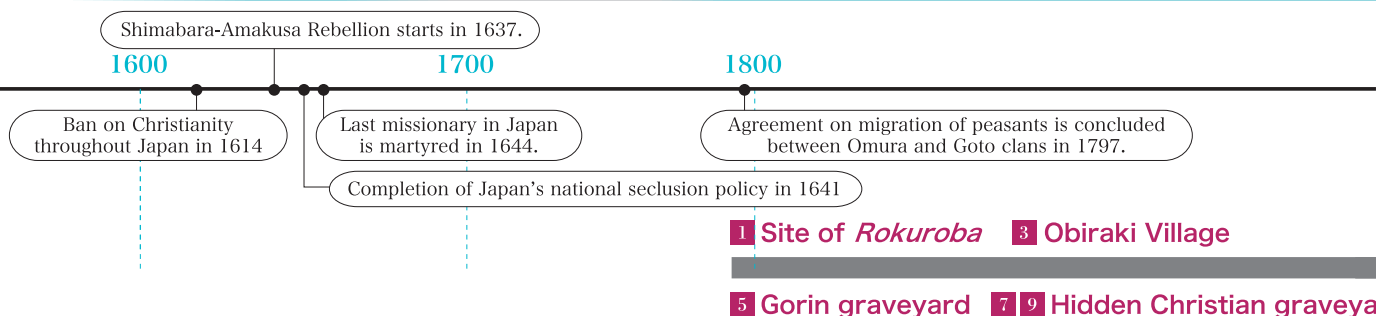 Shimabara-Amakusa Rebellion starts in 1637.
1600
1700
1800
Ban on Christianity
throughout Japan in 1614
Last missionary in Japan
is martyred in 1644.
Agreement on migration of peasants is concluded
between Omura and Goto clans in 1797.
Completion of Japan's national seclusion policy in 1641
1 Site of Rokuroba 3 Obiraki Village
5 Gorin graveyard 7 9 Hidden Christian